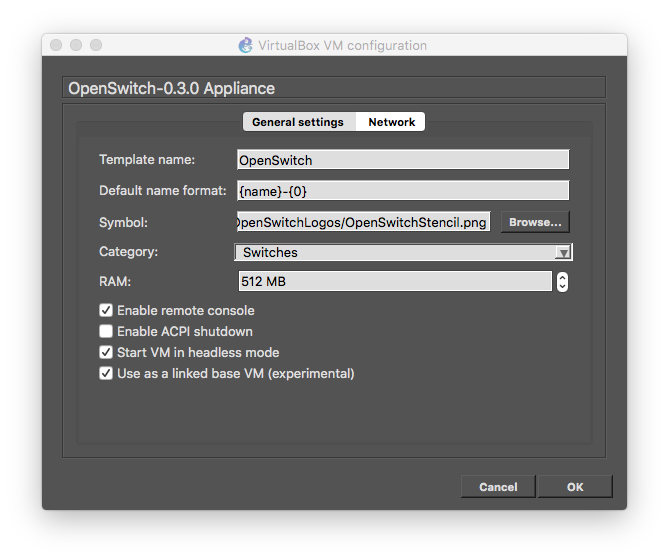 VirtualBox VM configuration
OpenSwitch-0.3.0 Appliance
General settings Network
Template name: OpenSwitch
Default name format: {name}-{0}
Symbol: OpenSwitchLogos/OpenSwitchStencil.png Browse...
Category: Switches
RAM: 512 MB
Enable remote console
Enable ACPI shutdown
Start VM in headless mode
Use as a linked base VM (experimental)
Cancel OK